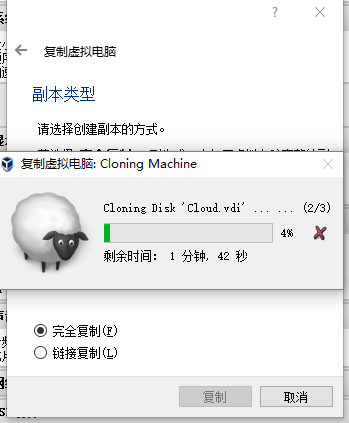 复制虚拟电脑
副本类型
请选择创建副本的方式。
复制虚拟电脑: Cloning Machine
Cloning Disk 'Cloud.vdi' ... ... (2/3)
4%
剩余时间： 1 分钟, 42 秒
完全复制(F)
链接复制(L)
复制
取消